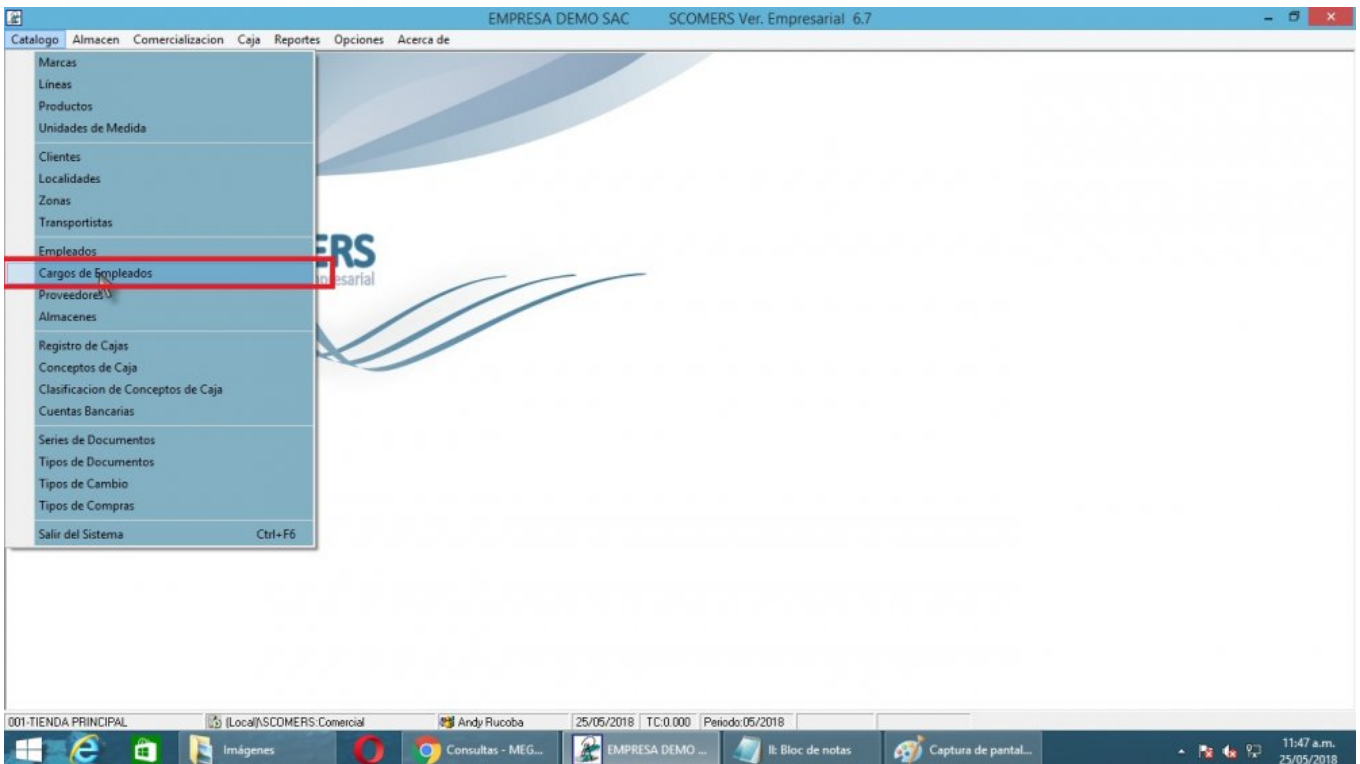 EMPRESA DEMO SAC SCOMERS Ver. Empresarial 6.7
Catalogo Almacen Comercializacion Caja Reportes Opciones Acerca de
Marcas
Líneas
Productos
Unidades de Medida
Clientes
Localidades
Zonas
Transportistas
Empleados
ERS
Cargos de Empleados
presarial
Proveedores
Almacenes
Registro de Cajas
Conceptos de Caja
Clasificacion de Conceptos de Caja
Cuentas Bancarias
Series de Documentos
Tipos de Documentos
Tipos de Cambio
Tipos de Compras
Salir del Sistema Ctrl+F6
001-TIENDA PRINCIPAL (Local)\SCOMERS:Comercial Andy Rucoba 25/05/2018 TC:0.000 Periodo:05/2018
Imágenes Consultas - MEG... EMPRESA DEMO ... II: Bloc de notas Captura de pantal... 11:47 a.m.
25/05/2018